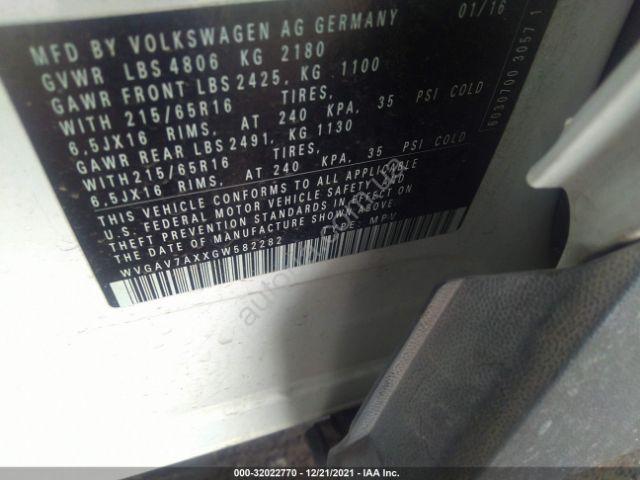 MFD BY VOLKSWAGEN AG GERMANY 01/16
GVWR LBS 4806 KG 2180
GAWR FRONT LBS 2425, KG 1100
WITH 215/65R16 TIRES,
6,5JX16 RIMS, AT 240 KPA, 35 PSI COLD
GAWR REAR LBS 2491, KG 1130
WITH 215/65R16 TIRES,
6,5JX16 RIMS, AT 240 KPA, 35 PSI COLD
THIS VEHICLE CONFORMS TO ALL APPLICABLE
U.S. FEDERAL MOTOR VEHICLE SAFETY AND
THEFT PREVENTION STANDARDS IN EFFECT ON
THE DATE OF MANUFACTURE SHOWN ABOVE.
WVGAV7AXXGW582282 TYPE: MPV
6030700 3057 1
000-32022770 - 12/21/2021 - IAA Inc.